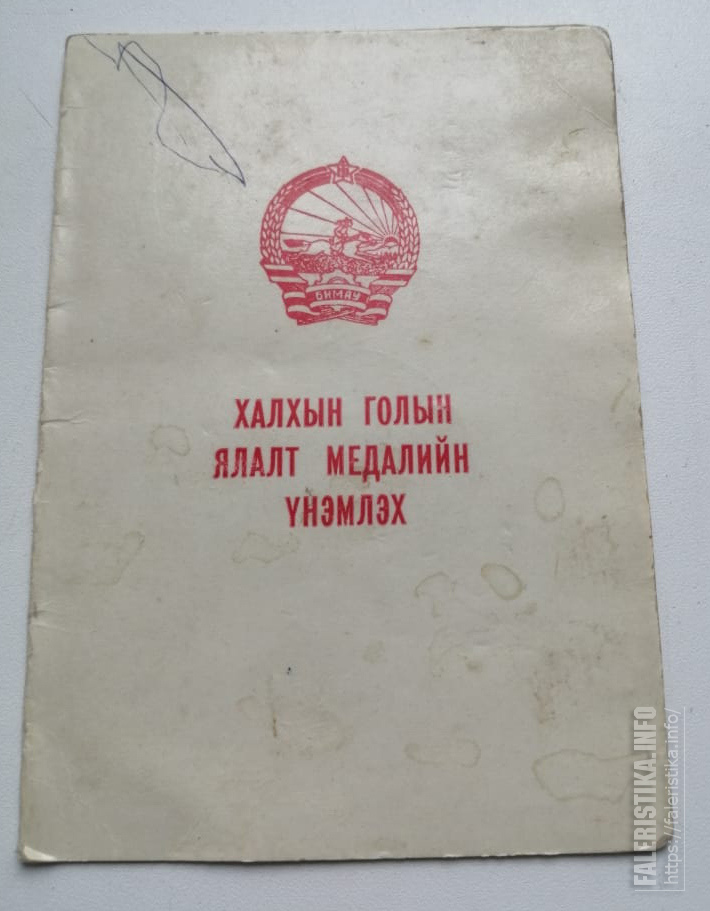 БНМАУ
ХАЛХЫН ГОЛЫН
ЯЛАЛТ МЕДАЛИЙН
ҮНЭМЛЭХ
FALERISTIKA.INFO
https://faleristika.info/